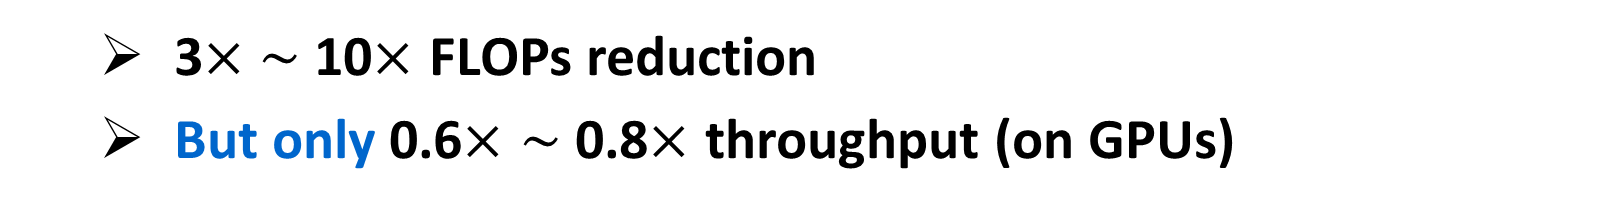 ➢ 3× ~ 10× FLOPs reduction
➢ But only 0.6× ~ 0.8× throughput (on GPUs)